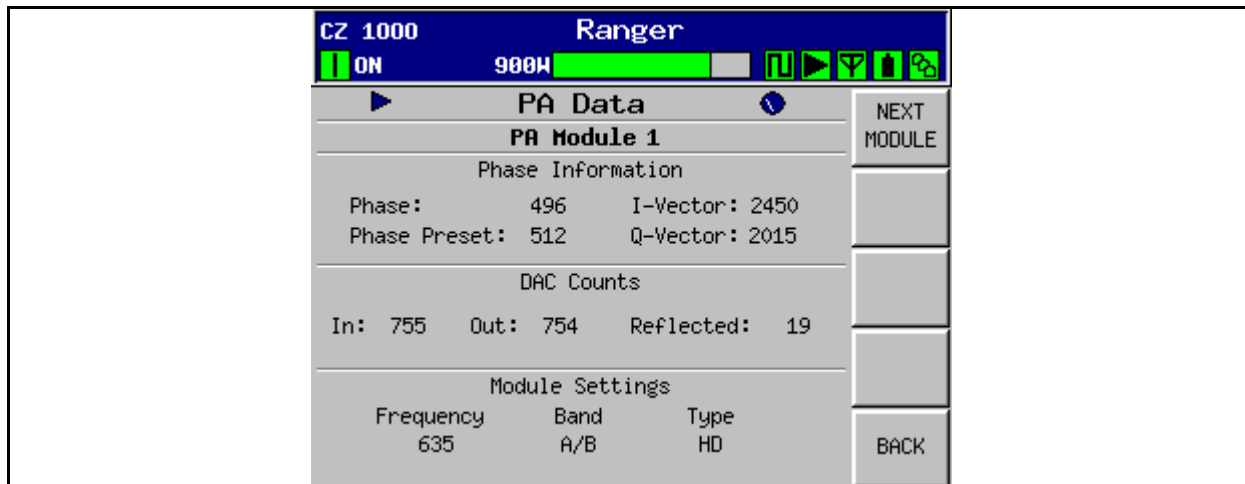 CZ 1000 Ranger
ON 900W
PA Data
NEXT
MODULE
PA Module 1
Phase Information
Phase: 496 I-Vector: 2450
Phase Preset: 512 Q-Vector: 2015
DAC Counts
In: 755 Out: 754 Reflected: 19
Module Settings
Frequency Band Type
635 A/B HD
BACK